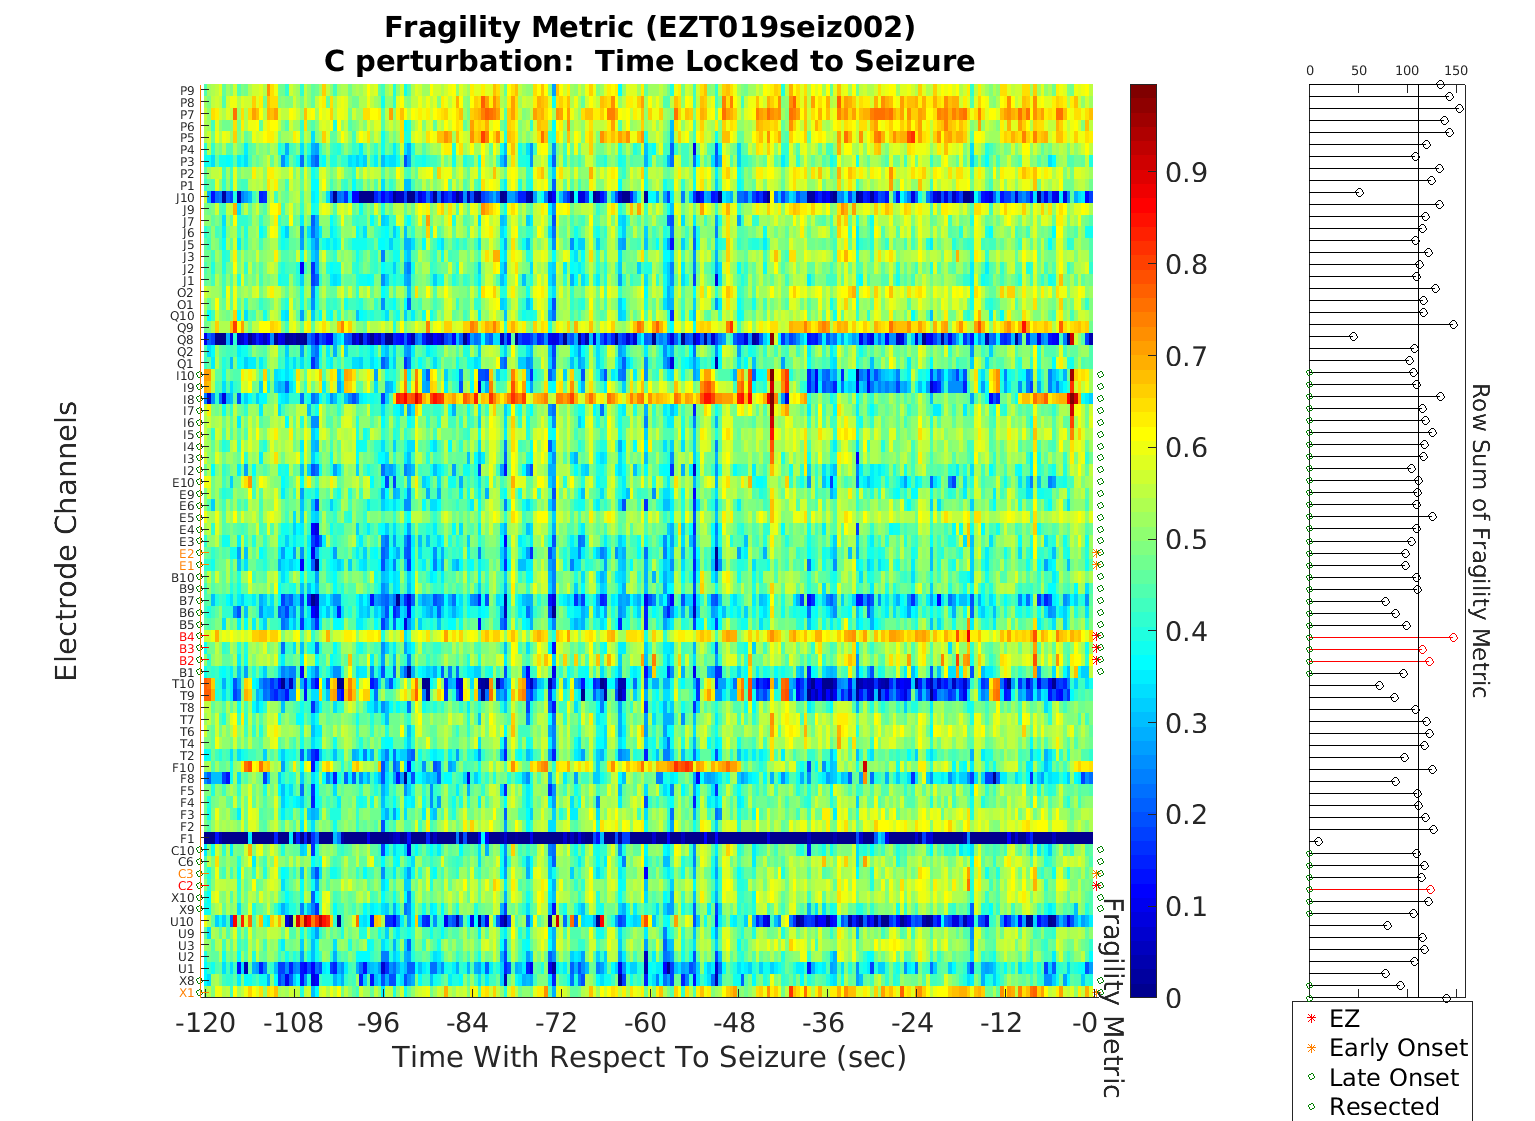 Fragility Metric (EZT019seiz002)
C perturbation:  Time Locked to Seizure
Electrode Channels
P9
P8
P7
P6
P5
P4
P3
P2
P1
J10
J9
J7
J6
J5
J3
J2
J1
O2
O1
Q10
Q9
Q8
Q2
Q1
I10
I9
I8
I7
I6
I5
I4
I3
I2
E10
E9
E6
E5
E4
E3
E2
E1
B10
B9
B7
B6
B5
B4
B3
B2
B1
T10
T9
T8
T7
T6
T4
T2
F10
F8
F5
F4
F3
F2
F1
C10
C6
C3
C2
X10
X9
U10
U9
U3
U2
U1
X8
X1
-120 -108 -96 -84 -72 -60 -48 -36 -24 -12 -0
Time With Respect To Seizure (sec)
0.9
0.8
0.7
0.6
0.5
0.4
0.3
0.2
0.1
0
Fragility Metric
0 50 100 150
Row Sum of Fragility Metric
EZ
Early Onset
Late Onset
Resected